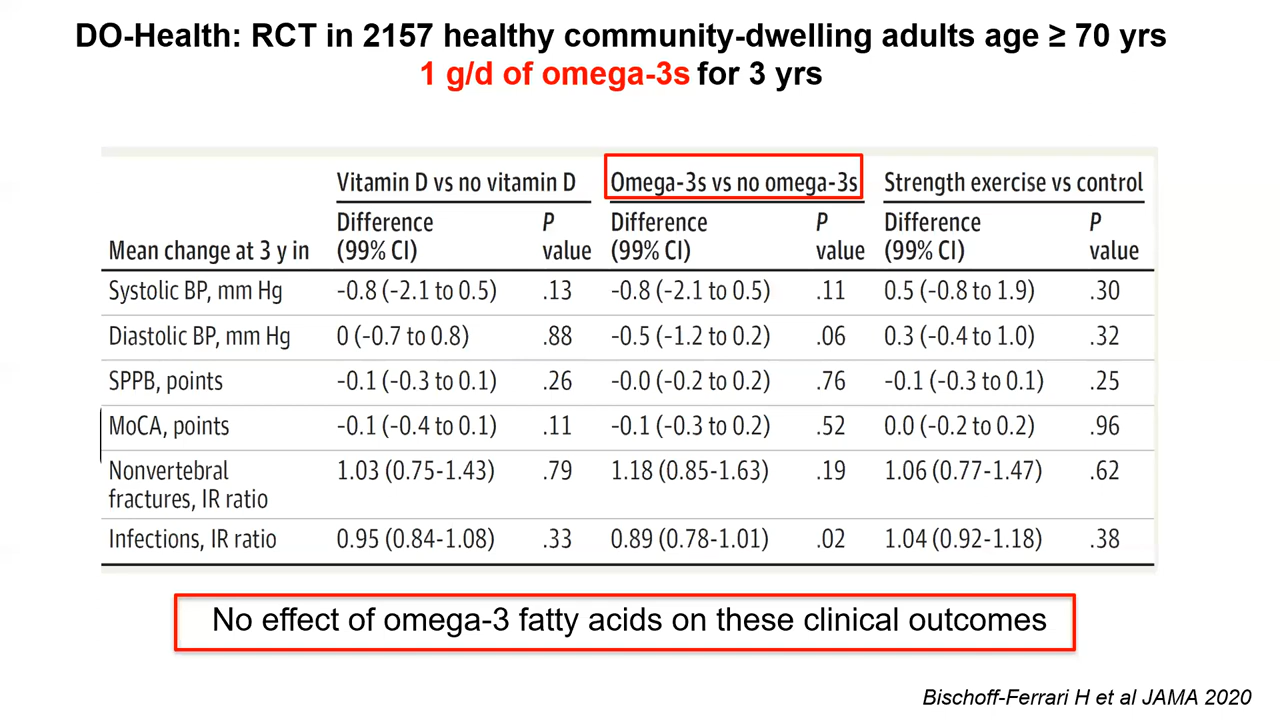 DO-Health: RCT in 2157 healthy community-dwelling adults age ≥ 70 yrs
1 g/d of omega-3s for 3 yrs
Vitamin D vs no vitamin D Omega-3s vs no omega-3s Strength exercise vs control
Difference P Difference P Difference P
Mean change at 3 y in (99% CI) value (99% CI) value (99% CI) value
Systolic BP, mm Hg -0.8 (-2.1 to 0.5) .13 -0.8 (-2.1 to 0.5) .11 0.5 (-0.8 to 1.9) .30
Diastolic BP, mm Hg 0 (-0.7 to 0.8) .88 -0.5 (-1.2 to 0.2) .06 0.3 (-0.4 to 1.0) .32
SPPB, points -0.1 (-0.3 to 0.1) .26 -0.0 (-0.2 to 0.2) .76 -0.1 (-0.3 to 0.1) .25
MoCA, points -0.1 (-0.4 to 0.1) .11 -0.1 (-0.3 to 0.2) .52 0.0 (-0.2 to 0.2) .96
Nonvertebral 1.03 (0.75-1.43) .79 1.18 (0.85-1.63) .19 1.06 (0.77-1.47) .62
fractures, IR ratio
Infections, IR ratio 0.95 (0.84-1.08) .33 0.89 (0.78-1.01) .02 1.04 (0.92-1.18) .38
No effect of omega-3 fatty acids on these clinical outcomes
Bischoff-Ferrari H et al JAMA 2020